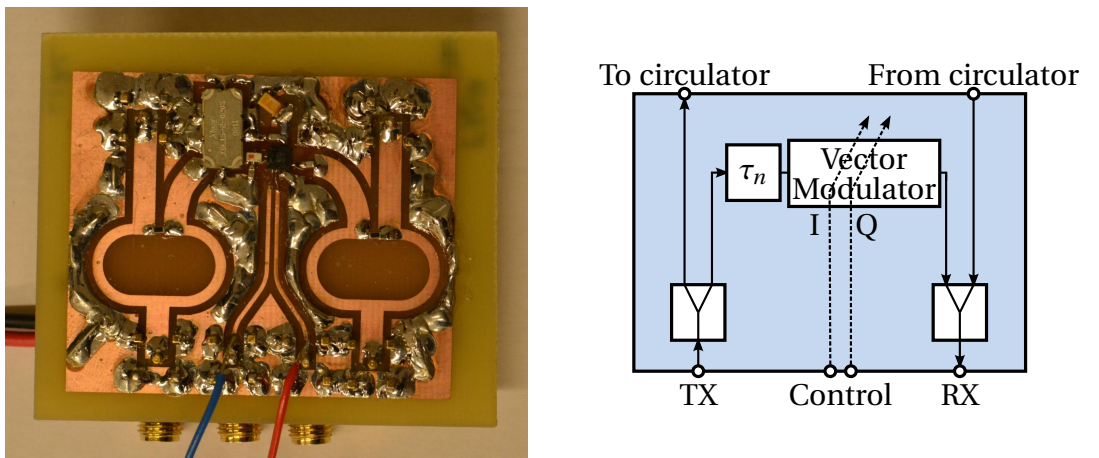 To circulator
From circulator
τn
Vector
Modulator
I
Q
TX
Control
RX